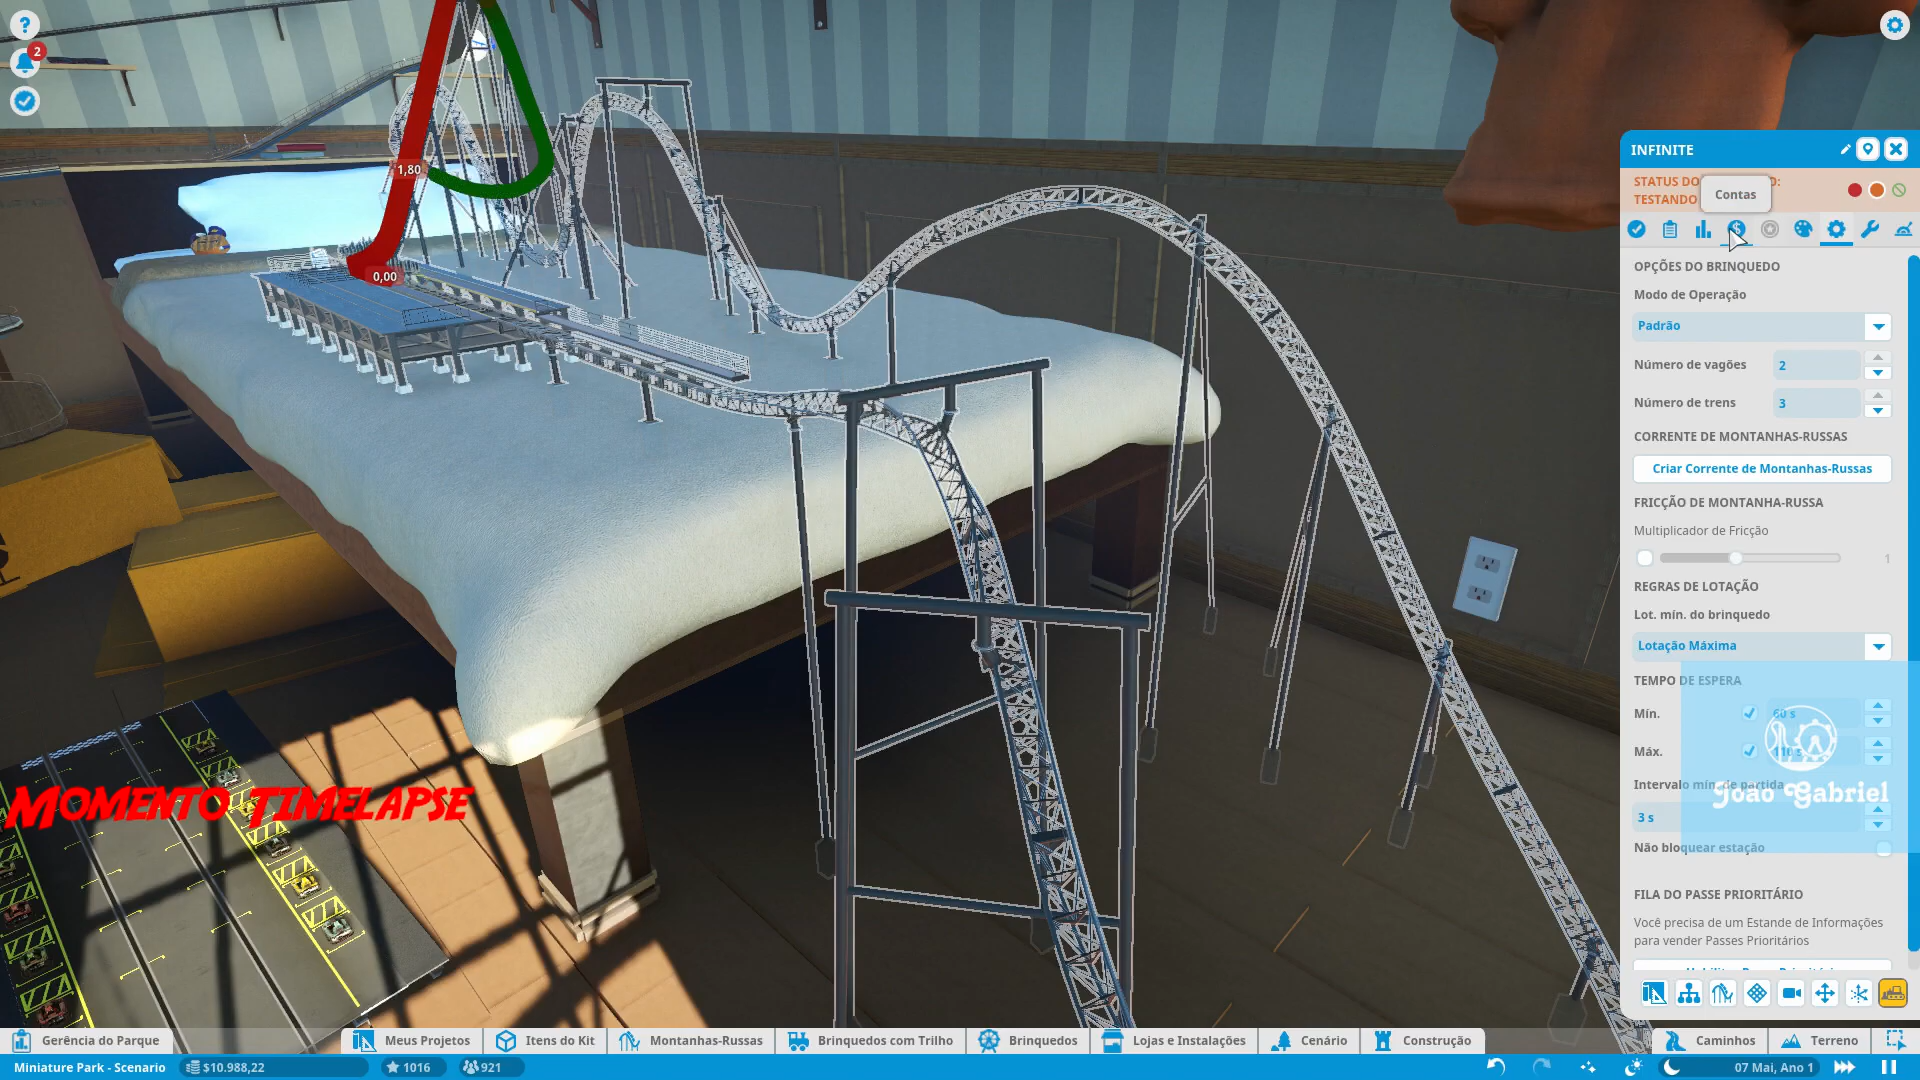 ?
2
1,80
0,00
INFINITE
STATUS DO
TESTANDO
Contas
OPÇÕES DO BRINQUEDO
Modo de Operação
Padrão
Número de vagões 2
Número de trens 3
CORRENTE DE MONTANHAS-RUSSAS
Criar Corrente de Montanhas-Russas
FRICÇÃO DE MONTANHA-RUSSA
Multiplicador de Fricção
1
REGRAS DE LOTAÇÃO
Lot. mín. do brinquedo
Lotação Máxima
TEMPO DE ESPERA
Mín. 60 s
Máx.
Intervalo mín. de partida
João Gabriel
3 s
Não bloquear estação
FILA DO PASSE PRIORITÁRIO
Você precisa de um Estande de Informações
para vender Passes Prioritários
Momento Timelapse
Gerência do Parque
Meus Projetos
Itens do Kit
Montanhas-Russas
Brinquedos com Trilho
Brinquedos
Lojas e Instalações
Cenário
Construção
Caminhos
Terreno
Miniature Park - Scenario
$10.988,22
1016
921
07 Mai, Ano 1